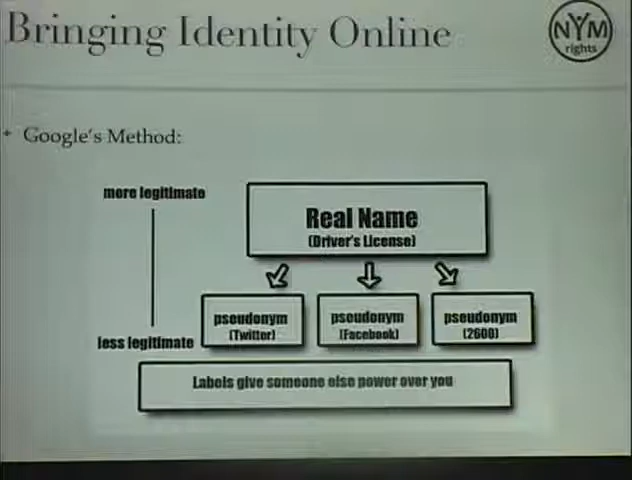 Bringing Identity Online
NYM
rights
Google's Method:
more legitimate
Real Name
(Driver's License)
pseudonym
(Twitter)
pseudonym
(Facebook)
pseudonym
(2600)
less legitimate
Labels give someone else power over you